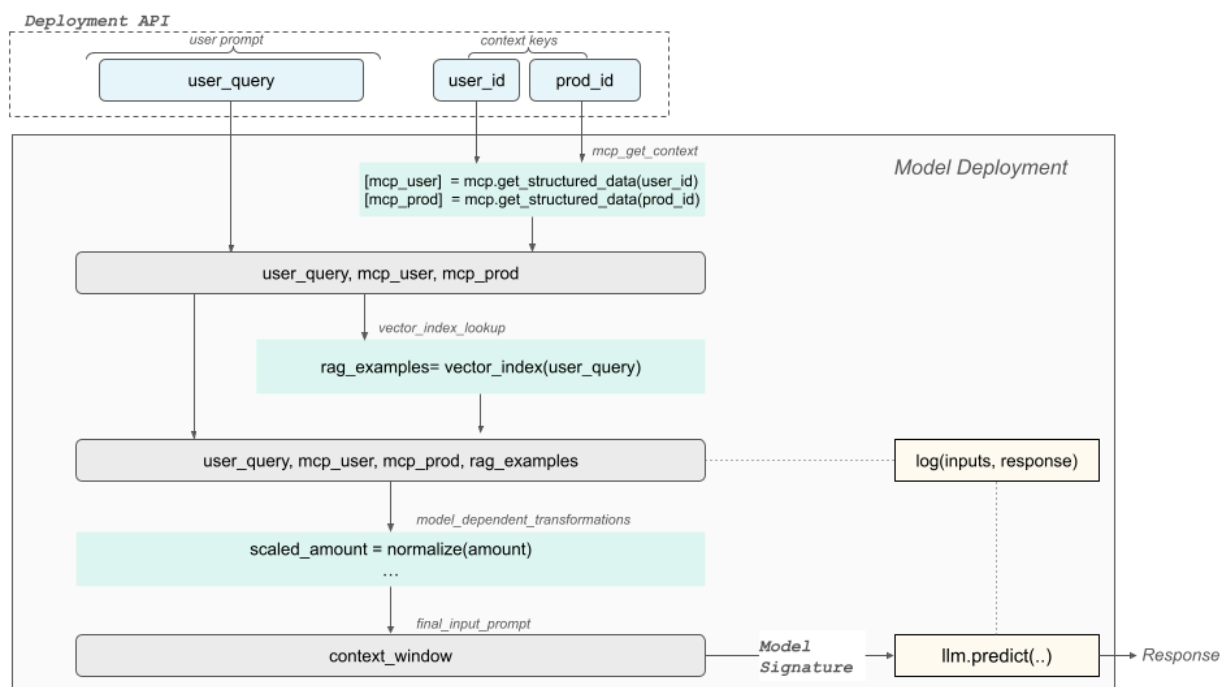 Deployment API
user prompt
context keys
user_query
user_id
prod_id
mcp_get_context
Model Deployment
[mcp_user] = mcp.get_structured_data(user_id)
[mcp_prod] = mcp.get_structured_data(prod_id)
user_query, mcp_user, mcp_prod
vector_index_lookup
rag_examples= vector_index(user_query)
user_query, mcp_user, mcp_prod, rag_examples
log(inputs, response)
model_dependent_transformations
scaled_amount = normalize(amount)
...
final_input_prompt
context_window
Model
Signature
llm.predict(..)
Response